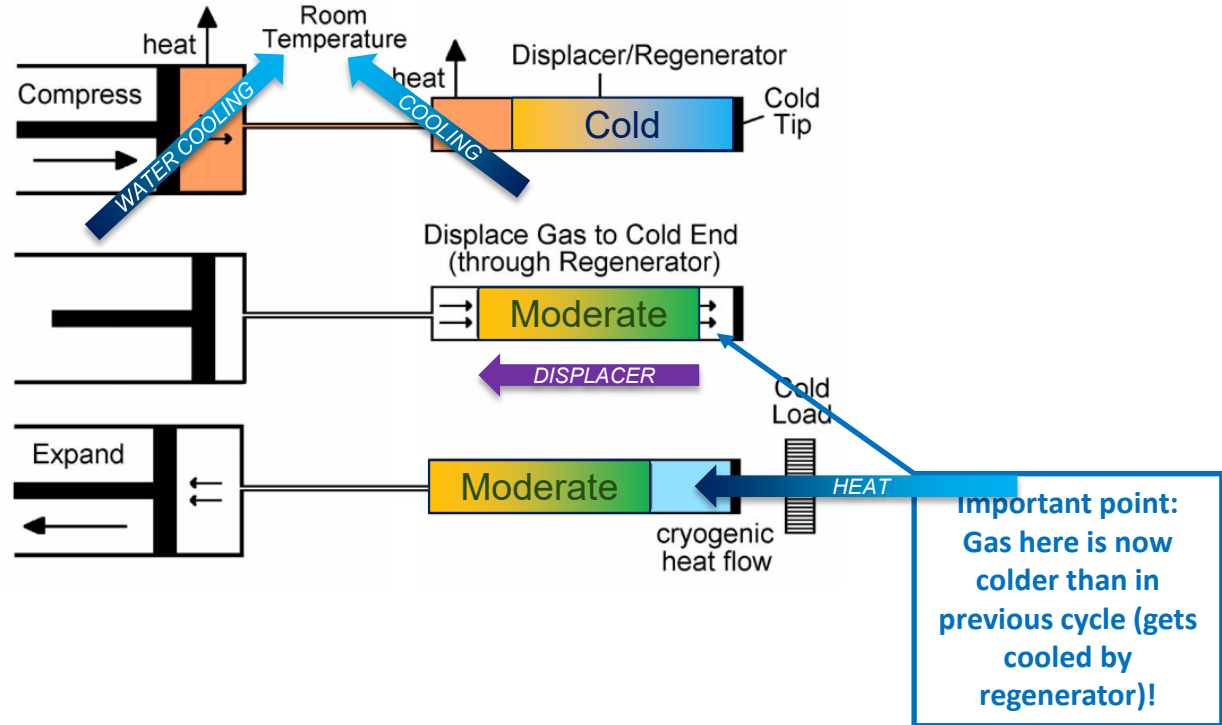 Room
Temperature
heat
Compress
WATER COOLING
heat
COOLING
Displacer/Regenerator
Cold
Cold
Tip
Displace Gas to Cold End
(through Regenerator)
Moderate
DISPLACER
Cold
Load
Expand
Moderate
HEAT
cryogenic
heat flow
Important point:
Gas here is now
colder than in
previous cycle (gets
cooled by
regenerator)!